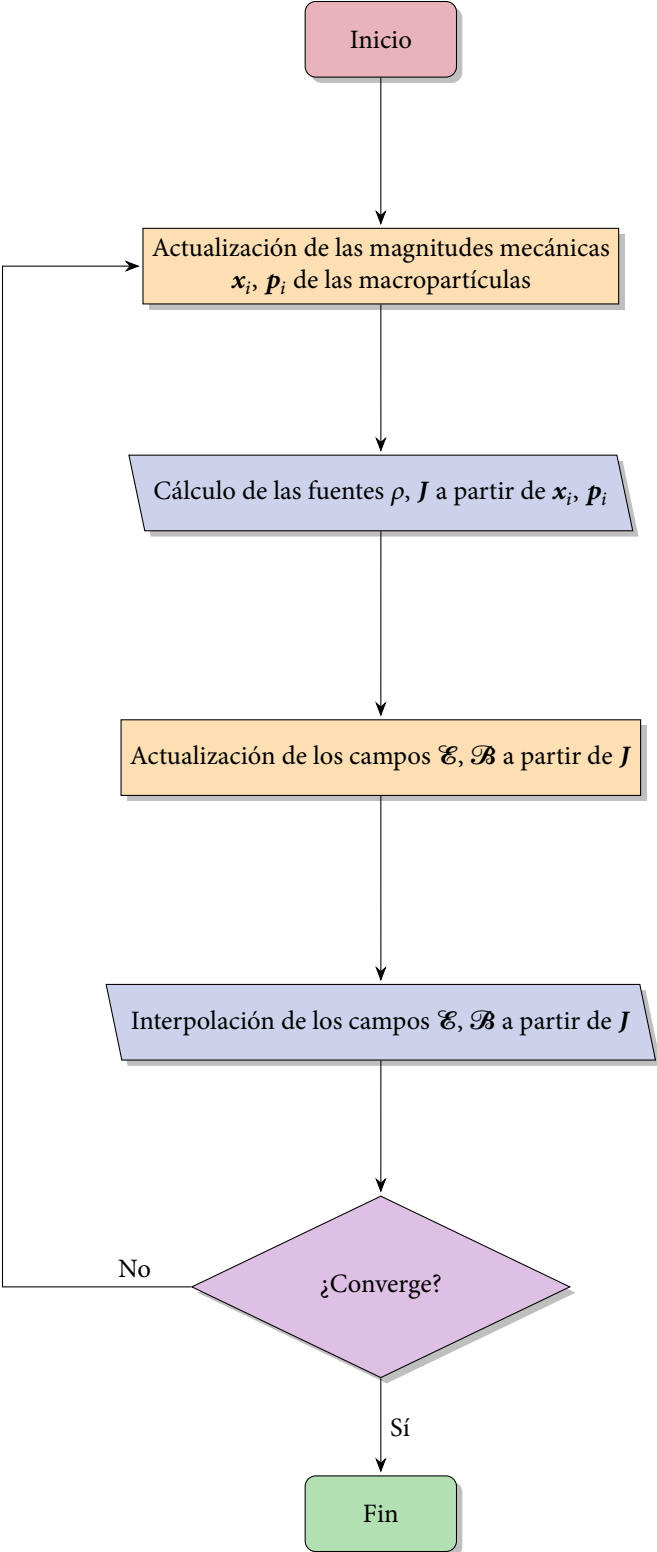 Inicio
Actualización de las magnitudes mecánicas
𝒙ᵢ, 𝒑ᵢ de las macropartículas
Cálculo de las fuentes ρ, 𝑱 a partir de 𝒙ᵢ, 𝒑ᵢ
Actualización de los campos 𝓔, 𝓑 a partir de 𝑱
Interpolación de los campos 𝓔, 𝓑 a partir de 𝑱
No
¿Converge?
Sí
Fin